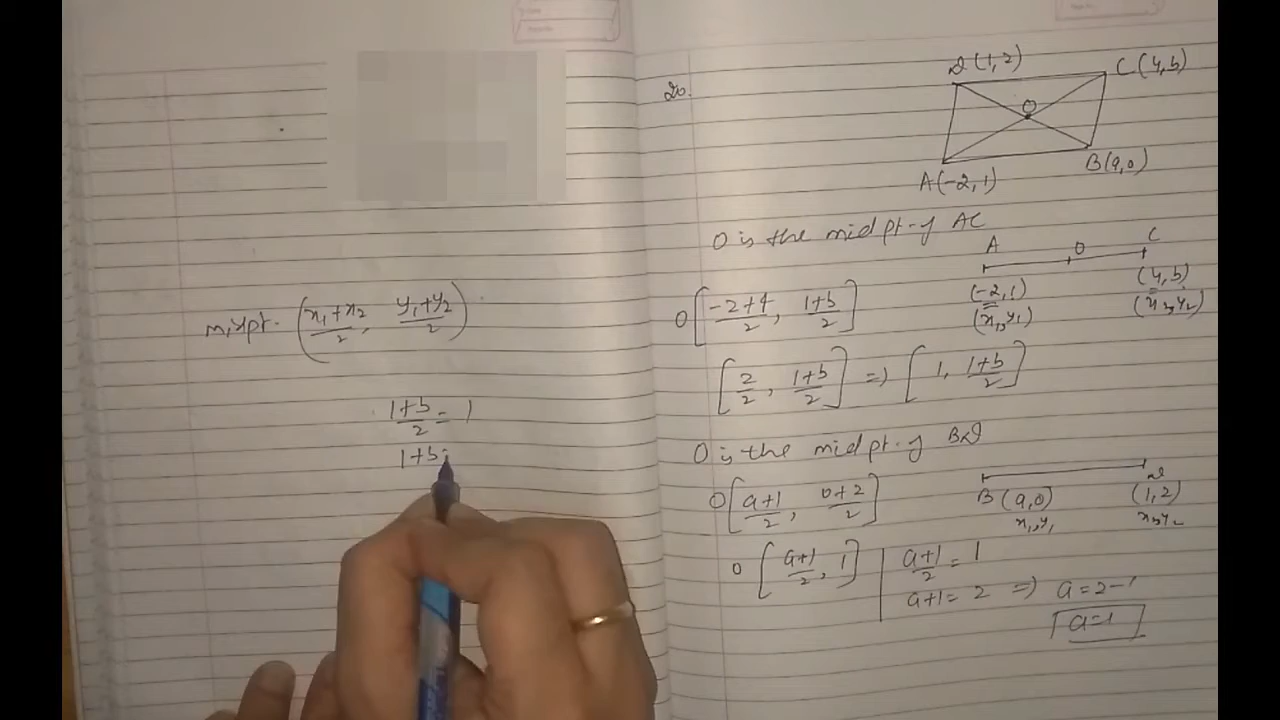 mid pt. (x₁+x₂/2, y₁+y₂/2)
1+b/2 = 1
1+b=
20.
D(1,2)
C(4,b)
O
A(-2,1)
B(a,0)
O is the mid pt. of AC
A O C
(-2,1) (4,b)
(x₁,y₁) (x₂,y₂)
O[-2+4/2, 1+b/2]
[2/2, 1+b/2] => [1, 1+b/2]
O is the mid pt. of BD
O[a+1/2, 0+2/2]
B(a,0) D(1,2)
x₁,y₁ x₂,y₂
O[a+1/2, 1]
a+1/2 = 1
a+1= 2 => a=2-1
a=1